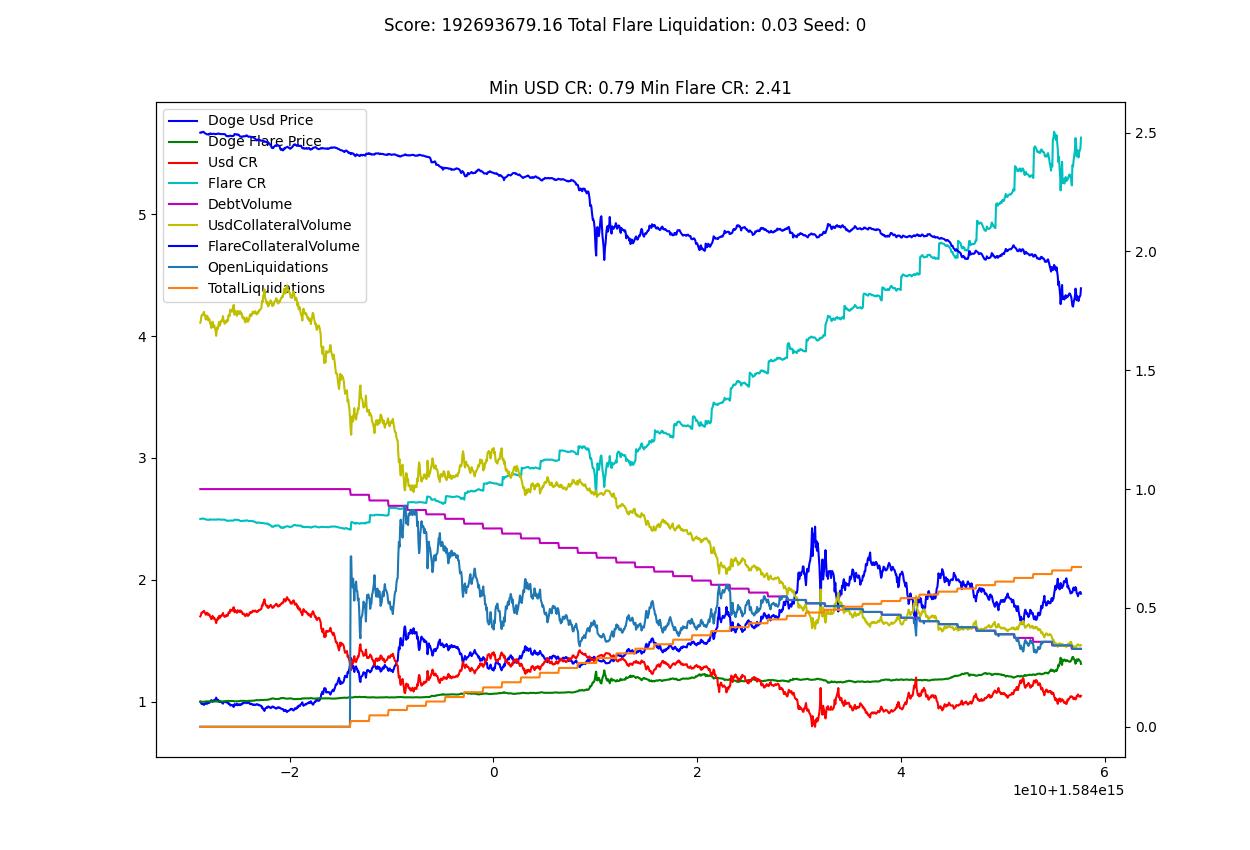 Score: 192693679.16 Total Flare Liquidation: 0.03 Seed: 0
Min USD CR: 0.79 Min Flare CR: 2.41
Doge Usd Price
Doge Flare Price
Usd CR
Flare CR
DebtVolume
UsdCollateralVolume
FlareCollateralVolume
OpenLiquidations
TotalLiquidations
5
4
3
2
1
2.5
2.0
1.5
1.0
0.5
0.0
−2
0
2
4
6
1e10+1.584e15